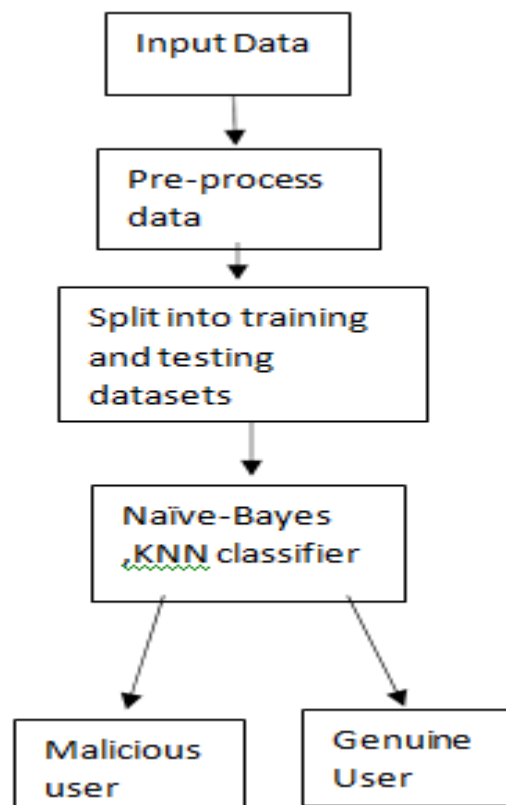 Input Data
Pre-process
data
Split into training
and testing
datasets
Naïve-Bayes
,KNN classifier
Malicious
user
Genuine
User